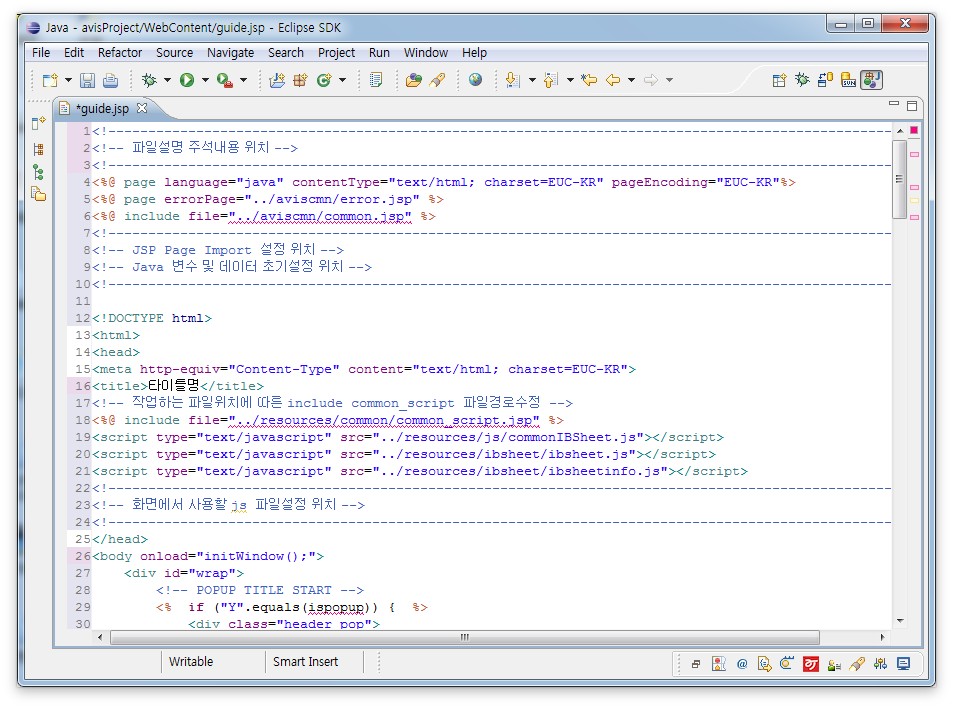 Java - avisProject/WebContent/guide.jsp - Eclipse SDK
File Edit Refactor Source Navigate Search Project Run Window Help
*guide.jsp
1<!--------------------------------------------------------------------------------------------------
2<!-- 파일설명 주석내용 위치 -->
3<!--------------------------------------------------------------------------------------------------
4<%@ page language="java" contentType="text/html; charset=EUC-KR" pageEncoding="EUC-KR"%>
5<%@ page errorPage="../aviscmn/error.jsp" %>
6<%@ include file="../aviscmn/common.jsp" %>
7<!--------------------------------------------------------------------------------------------------
8<!-- JSP Page Import 설정 위치 -->
9<!-- Java 변수 및 데이터 초기설정 위치 -->
10<!--------------------------------------------------------------------------------------------------
11
12<!DOCTYPE html>
13<html>
14<head>
15<meta http-equiv="Content-Type" content="text/html; charset=EUC-KR">
16<title>타이틀명</title>
17<!-- 작업하는 파일위치에 따른 include common_script 파일경로수정 -->
18<%@ include file="../resources/common/common_script.jsp" %>
19<script type="text/javascript" src="../resources/js/commonIBSheet.js"></script>
20<script type="text/javascript" src="../resources/ibsheet/ibsheet.js"></script>
21<script type="text/javascript" src="../resources/ibsheet/ibsheetinfo.js"></script>
22<!--------------------------------------------------------------------------------------------------
23<!-- 화면에서 사용할 js 파일설정 위치 -->
24<!--------------------------------------------------------------------------------------------------
25</head>
26<body onload="initWindow();">
27    <div id="wrap">
28        <!-- POPUP TITLE START -->
29        <%  if ("Y".equals(ispopup)) {  %>
30            <div class="header_pop">
Writable Smart Insert